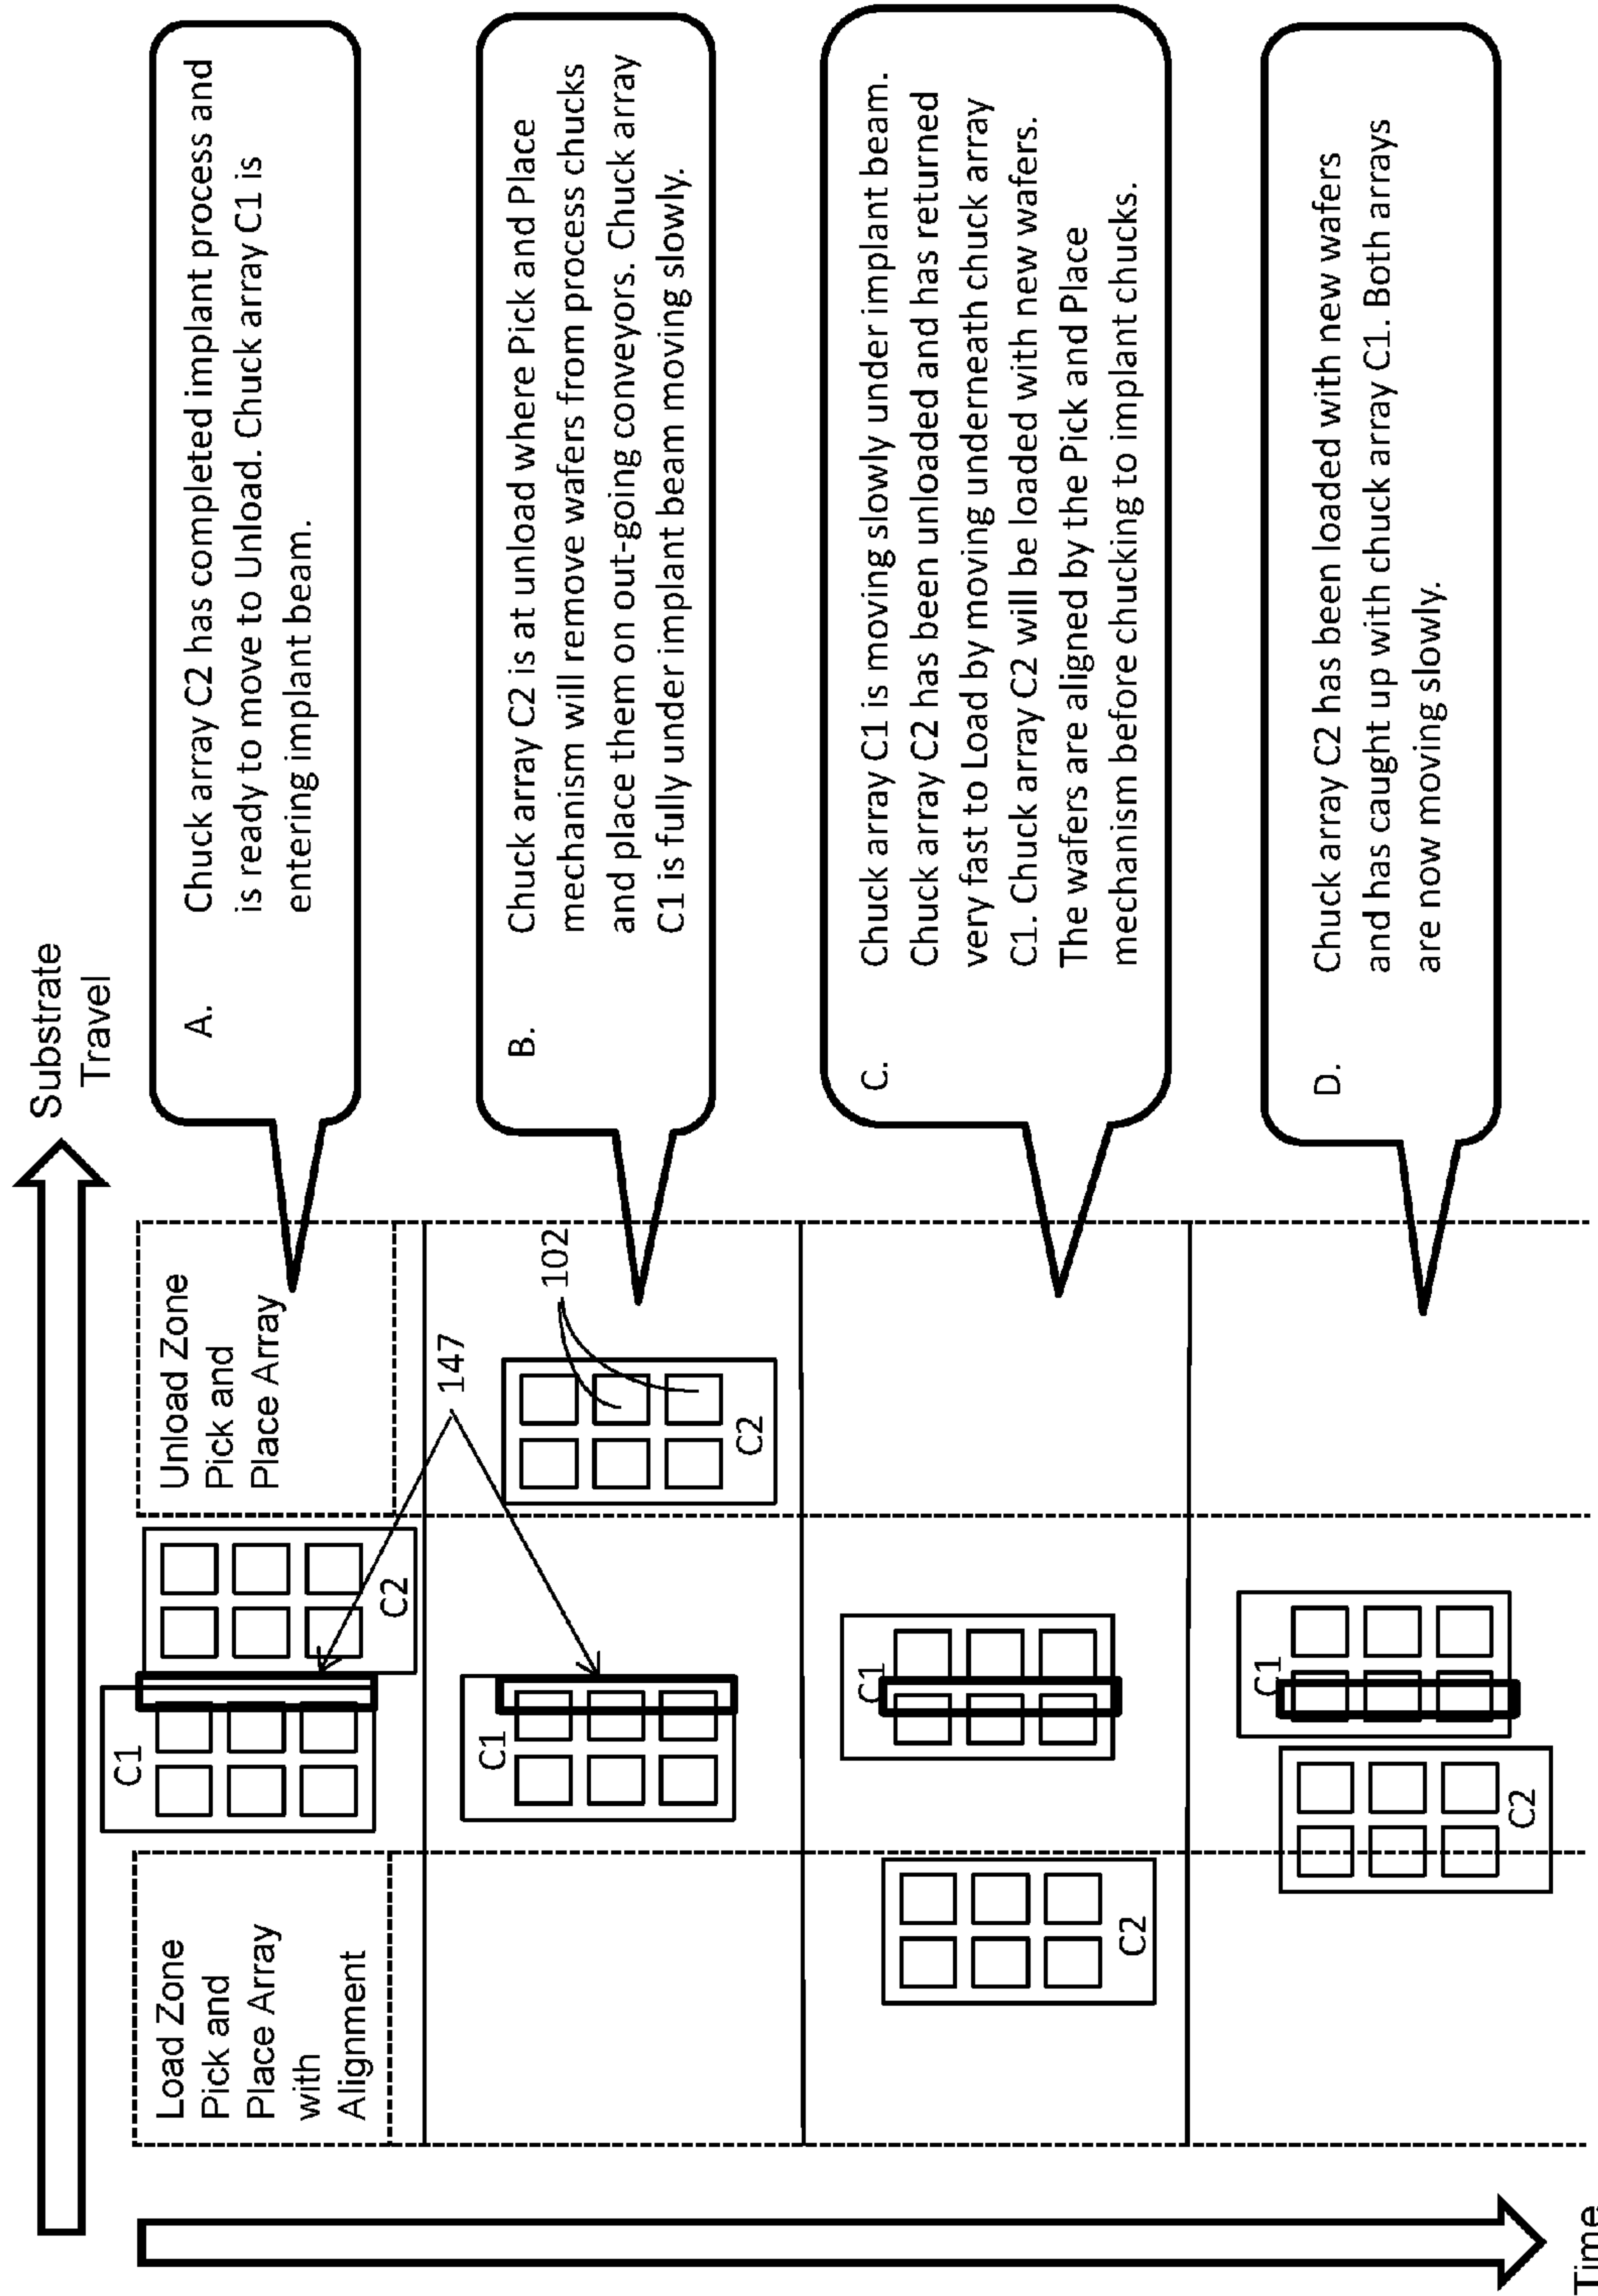 Substrate
Travel
Load Zone
Pick and
Place Array
with
Alignment
Unload Zone
Pick and
Place Array
C1
C2
A. Chuck array C2 has completed implant process and
is ready to move to Unload. Chuck array C1 is
entering implant beam.
147
C1
C2
102
B. Chuck array C2 is at unload where Pick and Place
mechanism will remove wafers from process chucks
and place them on out-going conveyors. Chuck array
C1 is fully under implant beam moving slowly.
C2
C1
C. Chuck array C1 is moving slowly under implant beam.
Chuck array C2 has been unloaded and has returned
very fast to Load by moving underneath chuck array
C1. Chuck array C2 will be loaded with new wafers.
The wafers are aligned by the Pick and Place
mechanism before chucking to implant chucks.
C2
C1
D. Chuck array C2 has been loaded with new wafers
and has caught up with chuck array C1. Both arrays
are now moving slowly.
Time